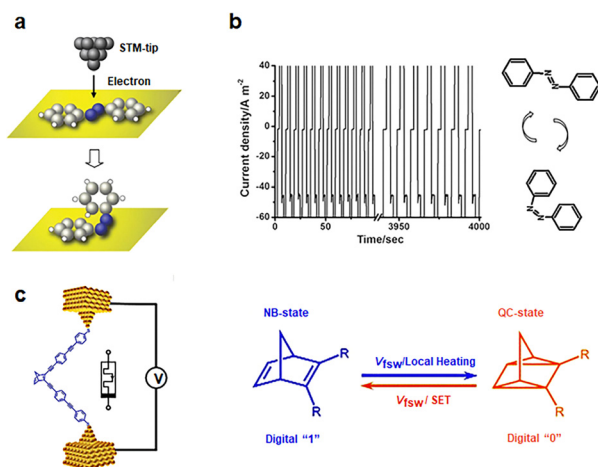 a
STM-tip
Electron
b
Current density/A m⁻²
40
20
0
-20
-40
-60
0
50
3950
4000
Time/sec
N
N
N
N
c
V
NB-state
R
R
Digital "1"
Vfsw/Local Heating
Vfsw / SET
QC-state
R
R
Digital "0"